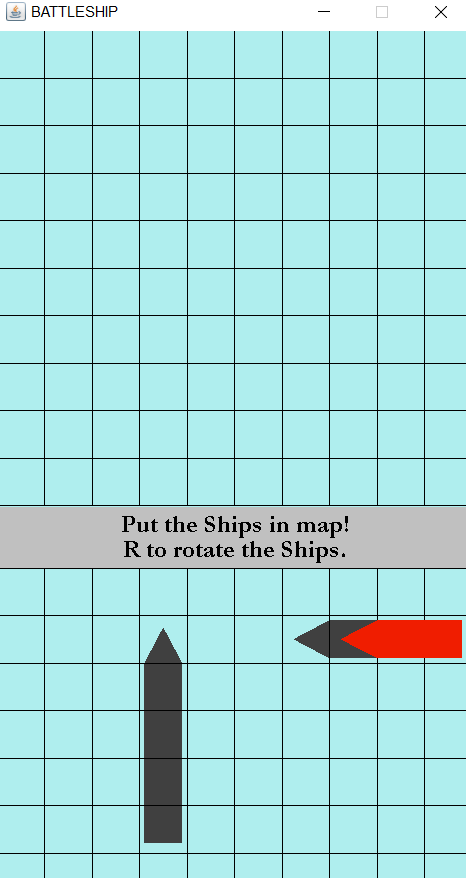 BATTLESHIP
Put the Ships in map!
R to rotate the Ships.